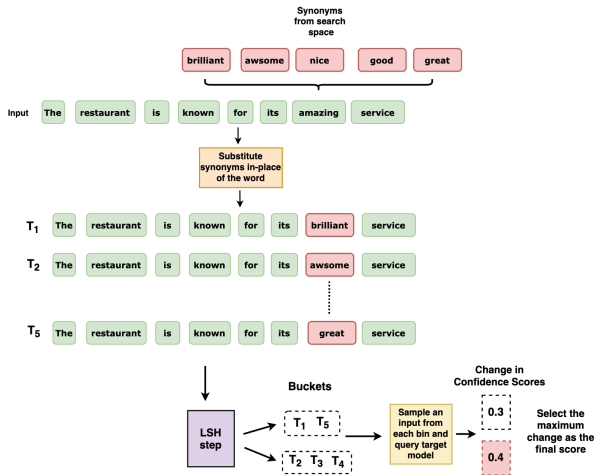 Synonyms
from search
space
brilliant awsome nice good great
Input The restaurant is known for its amazing service
Substitute
synonyms in-place
of the word
T1 The restaurant is known for its brilliant service
T2 The restaurant is known for its awsome service
T5 The restaurant is known for its great service
Buckets
LSH
step
T1 T5
T2 T3 T4
Sample an
input from
each bin and
query target
model
Change in
Confidence Scores
0.3
0.4
Select the
maximum
change as the
final score